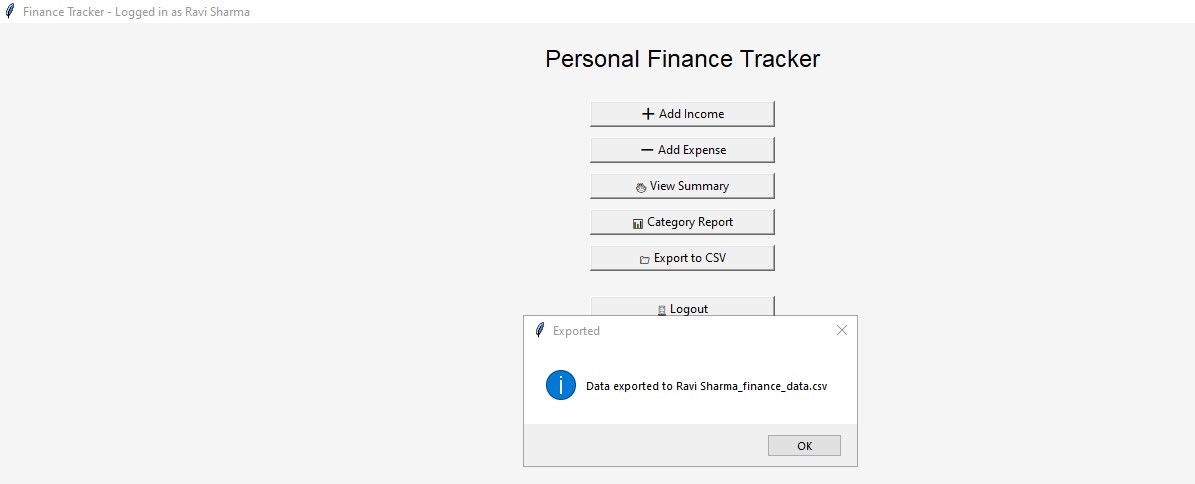 Finance Tracker - Logged in as Ravi Sharma
Personal Finance Tracker
+ Add Income
− Add Expense
View Summary
Category Report
Export to CSV
Logout
Exported
Data exported to Ravi Sharma_finance_data.csv
OK